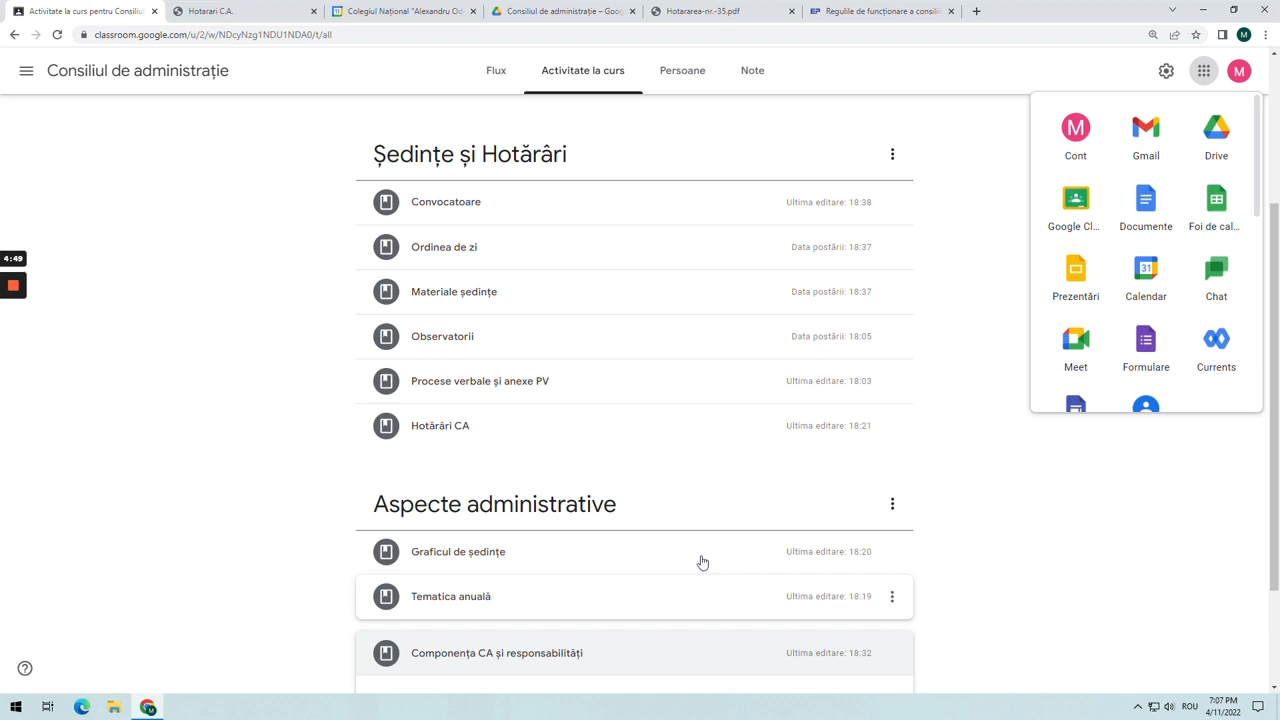 Activitate la curs pentru Consiliul
Hotarari C.A.
Colegiul Național "Alexandru Od
Consiliul de administrație – Goog
Hotararea-nr.-35.pdf
EP Regulile de funcționare a consilii
classroom.google.com/u/2/w/NDcyNzg1NDU1NDA0/t/all
M
Consiliul de administrație
Flux
Activitate la curs
Persoane
Note
M
Ședințe și Hotărâri
Convocatoare
Ultima editare: 18:38
Ordinea de zi
Data postării: 18:37
Materiale ședințe
Data postării: 18:37
Observatorii
Data postării: 18:05
Procese verbale și anexe PV
Ultima editare: 18:03
Hotărâri CA
Ultima editare: 18:21
Aspecte administrative
Graficul de ședințe
Ultima editare: 18:20
Tematica anuală
Ultima editare: 18:19
Componența CA și responsabilități
Ultima editare: 18:32
M
Cont
Gmail
Drive
Google Cl...
Documente
Foi de cal...
Prezentări
31
Calendar
Chat
Meet
Formulare
Currents
4:49
ROU
7:07 PM
4/11/2022